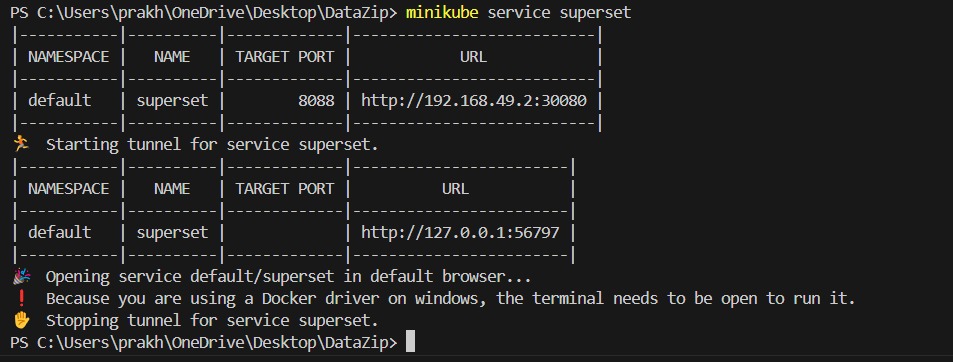 PS C:\Users\prakh\OneDrive\Desktop\DataZip> minikube service superset
|-----------|----------|-------------|---------------------------|
| NAMESPACE |   NAME   | TARGET PORT |            URL            |
|-----------|----------|-------------|---------------------------|
| default   | superset |        8088 | http://192.168.49.2:30080 |
|-----------|----------|-------------|---------------------------|
🏃 Starting tunnel for service superset.
|-----------|----------|-------------|------------------------|
| NAMESPACE |   NAME   | TARGET PORT |          URL           |
|-----------|----------|-------------|------------------------|
| default   | superset |             | http://127.0.0.1:56797 |
|-----------|----------|-------------|------------------------|
🎉 Opening service default/superset in default browser...
❗ Because you are using a Docker driver on windows, the terminal needs to be open to run it.
✋ Stopping tunnel for service superset.
PS C:\Users\prakh\OneDrive\Desktop\DataZip>